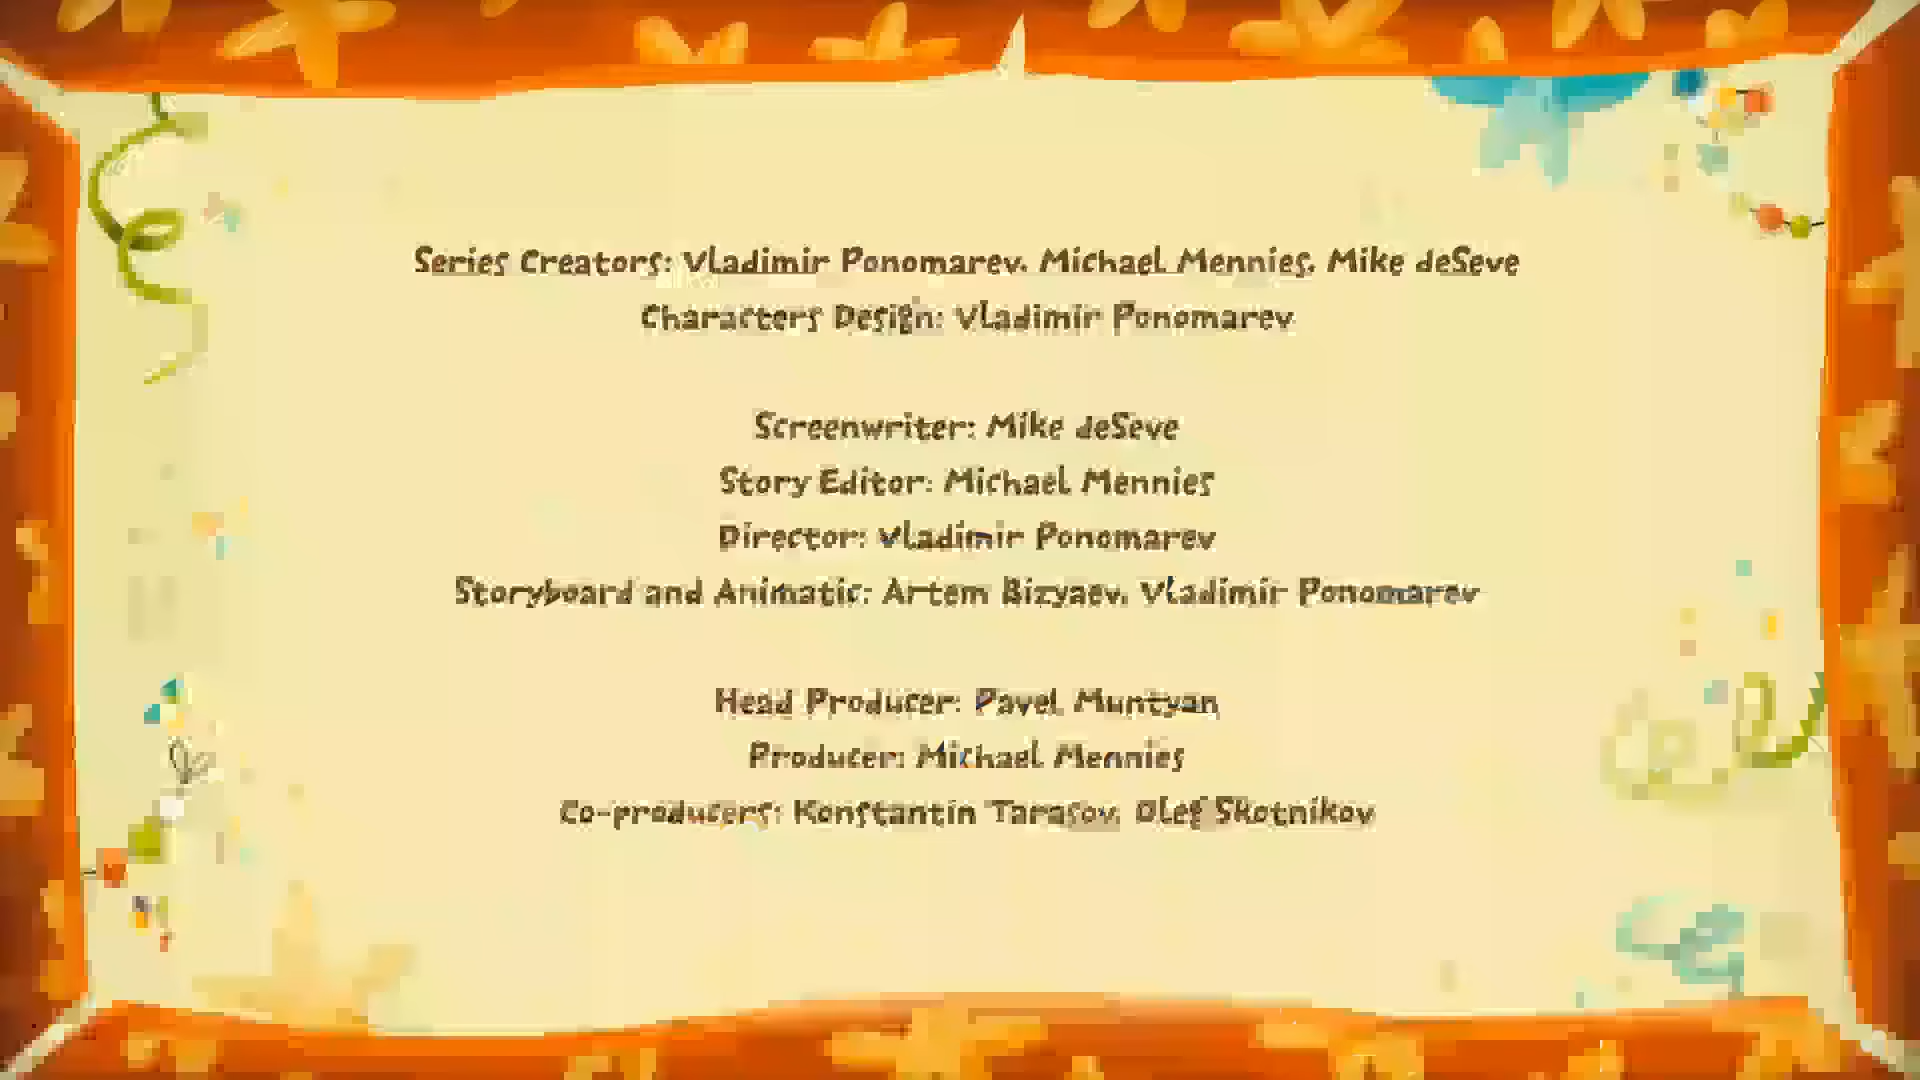 Series Creators: Vladimir Ponomarev, Michael Mennies, Mike deSeve
Characters Design: Vladimir Ponomarev
Screenwriter: Mike deSeve
Story Editor: Michael Mennies
Director: Vladimir Ponomarev
Storyboard and Animatic: Artem Bizyaev, Vladimir Ponomarev
Head Producer: Pavel Muntyan
Producer: Michael Mennies
Co-producers: Konstantin Tarasov, Oleg Skotnikov